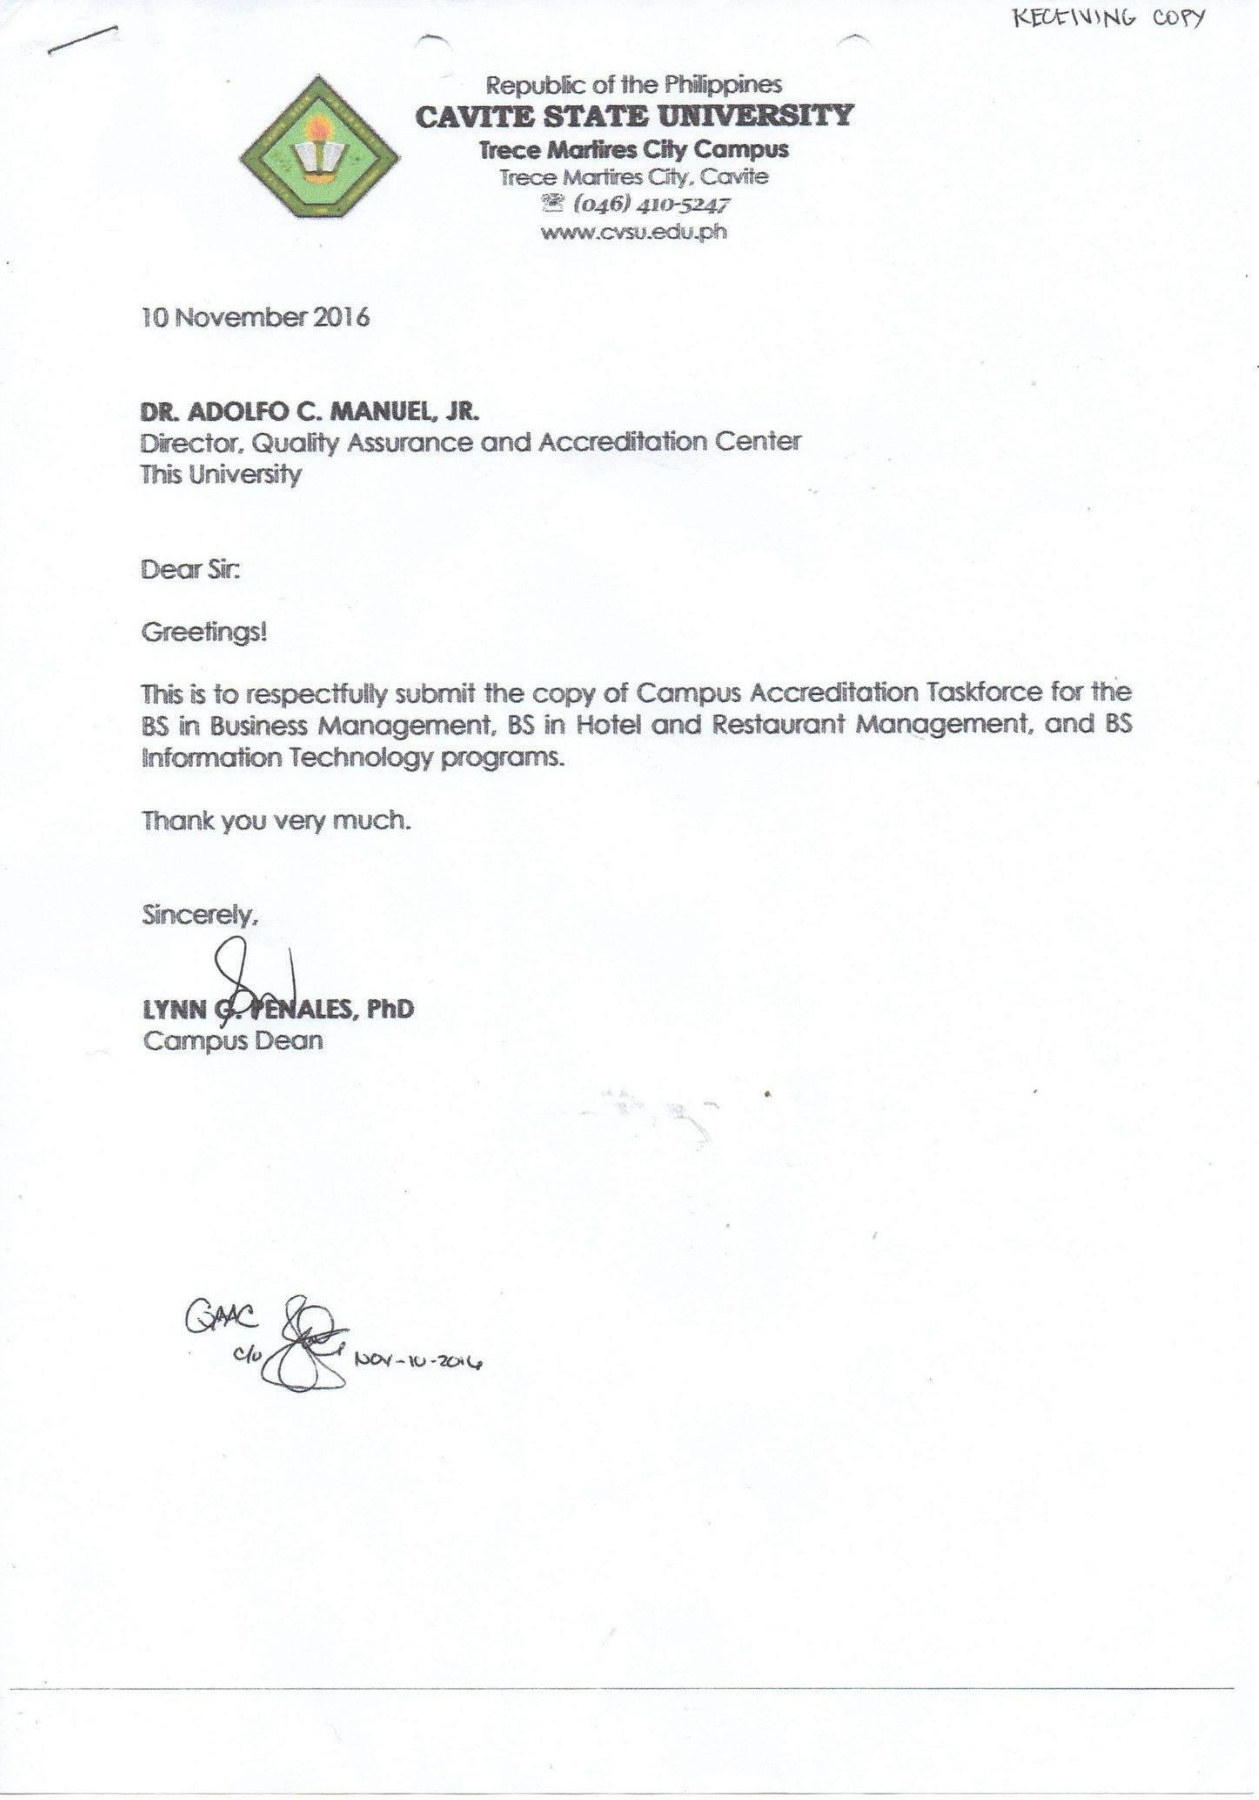 RECEIVING COPY
Republic of the Philippines
CAVITE STATE UNIVERSITY
Trece Martires City Campus
Trece Martires City, Cavite
☎ (046) 410-5247
www.cvsu.edu.ph
10 November 2016
DR. ADOLFO C. MANUEL, JR.
Director, Quality Assurance and Accreditation Center
This University
Dear Sir:
Greetings!
This is to respectfully submit the copy of Campus Accreditation Taskforce for the
BS in Business Management, BS in Hotel and Restaurant Management, and BS
Information Technology programs.
Thank you very much.
Sincerely,
LYNN G. PENALES, PhD
Campus Dean
QAAC
c/o
NOV-10-2016